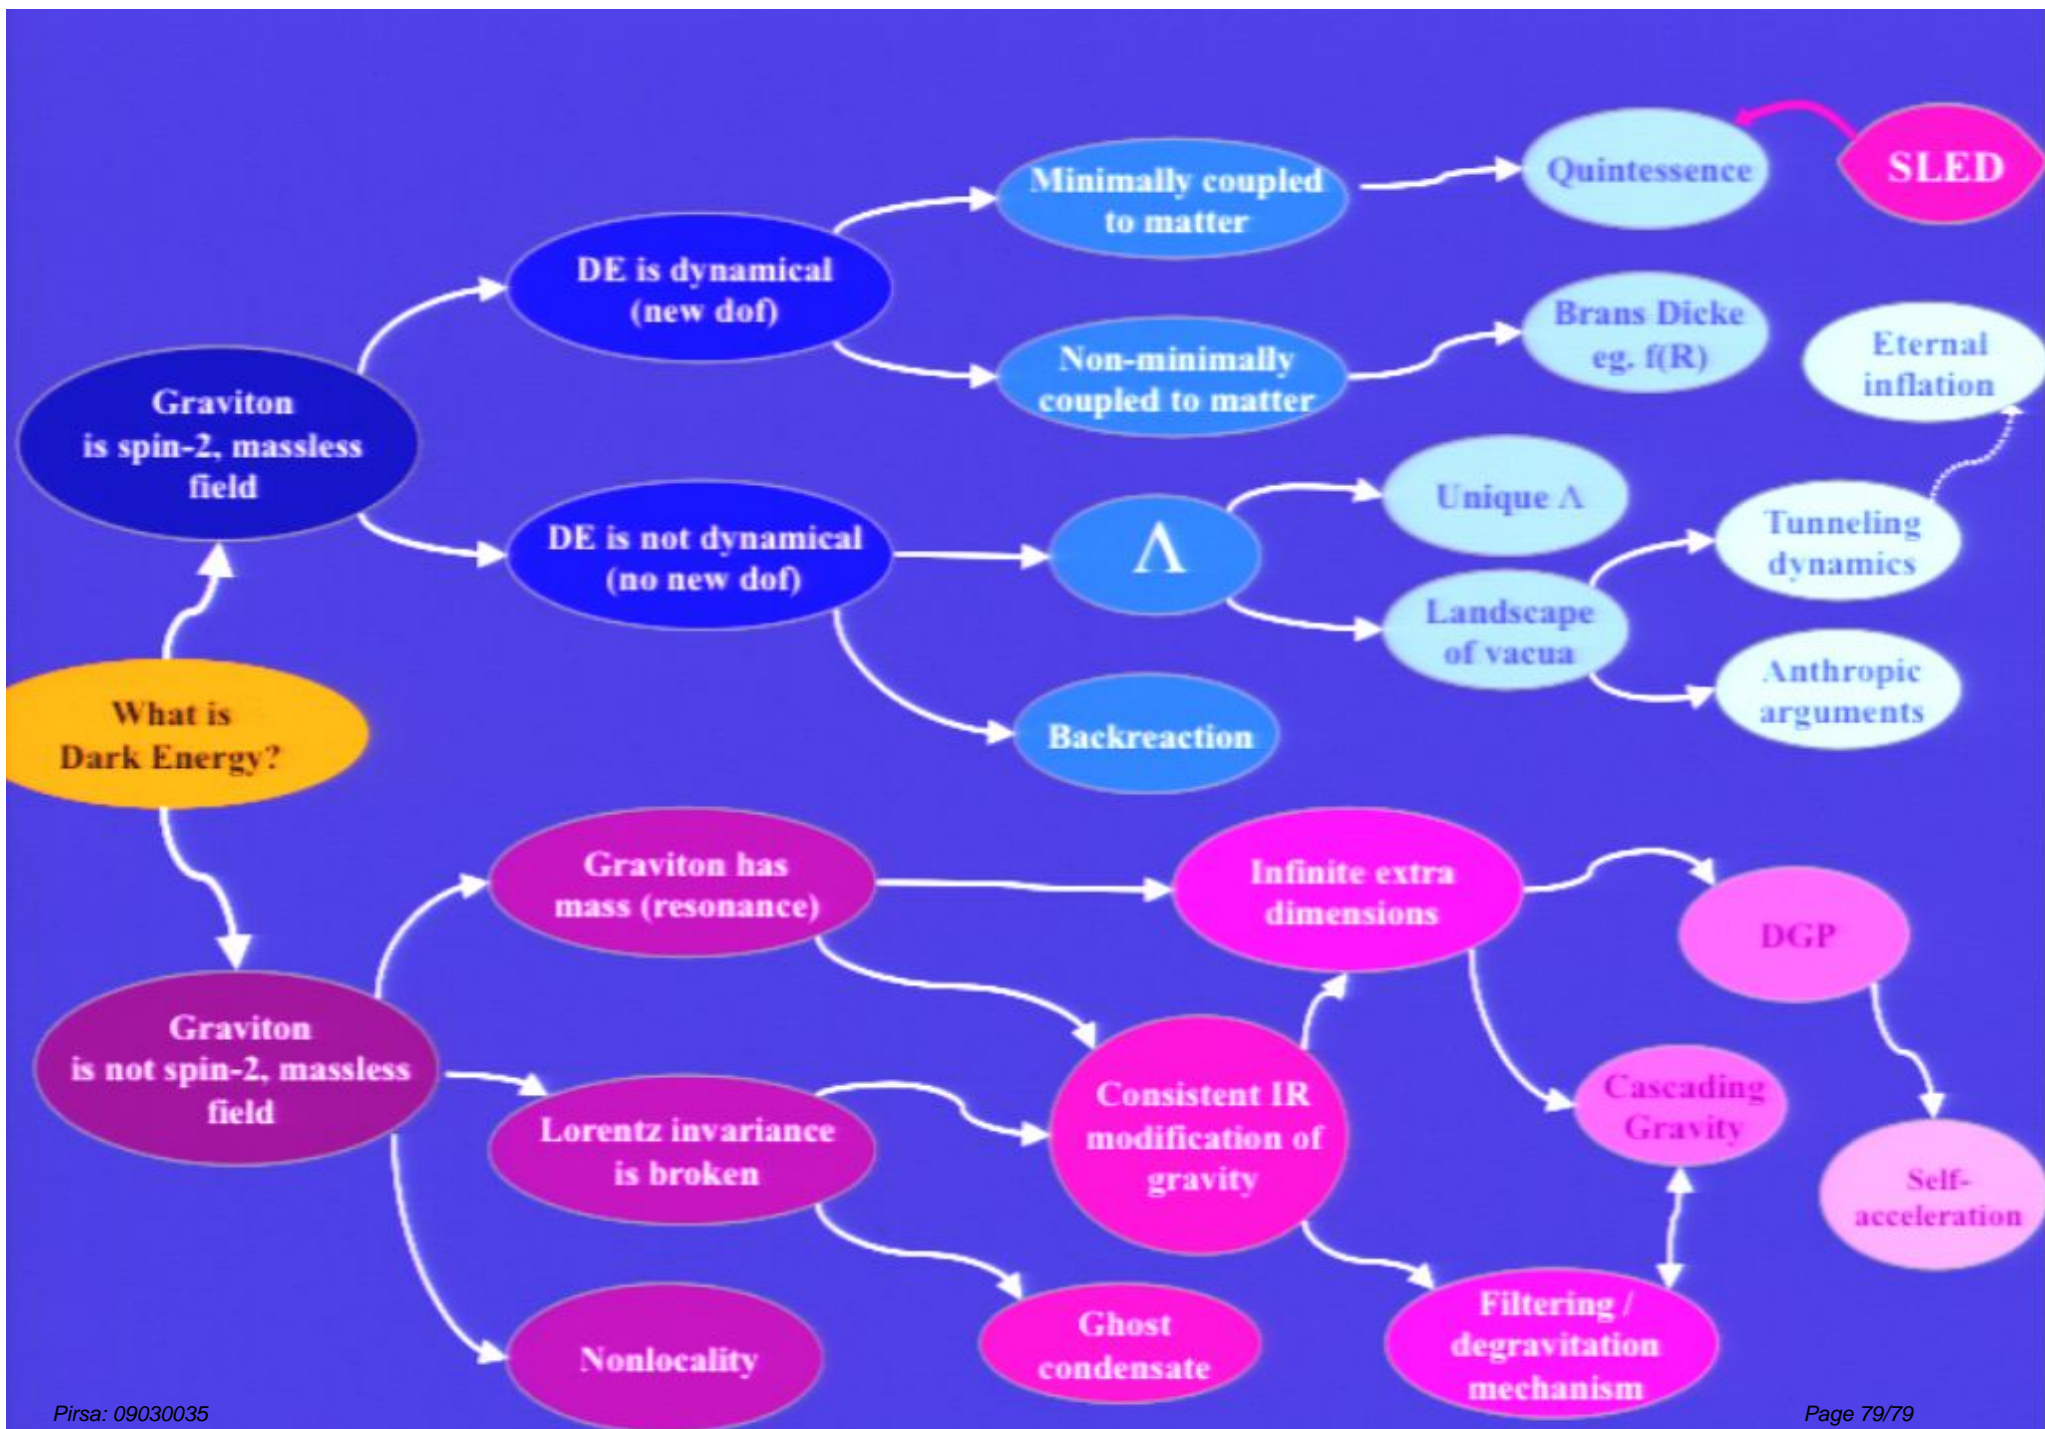 What is
Dark Energy?
Graviton
is spin-2, massless
field
DE is dynamical
(new dof)
Minimally coupled
to matter
Quintessence
SLED
Non-minimally
coupled to matter
Brans Dicke
eg. f(R)
DE is not dynamical
(no new dof)
Λ
Unique Λ
Landscape
of vacua
Tunneling
dynamics
Eternal
inflation
Anthropic
arguments
Backreaction
Graviton
is not spin-2, massless
field
Graviton has
mass (resonance)
Infinite extra
dimensions
DGP
Self-
acceleration
Cascading
Gravity
Lorentz invariance
is broken
Consistent IR
modification of
gravity
Filtering /
degravitation
mechanism
Ghost
condensate
Nonlocality
Pirsa: 09030035
Page 79/79